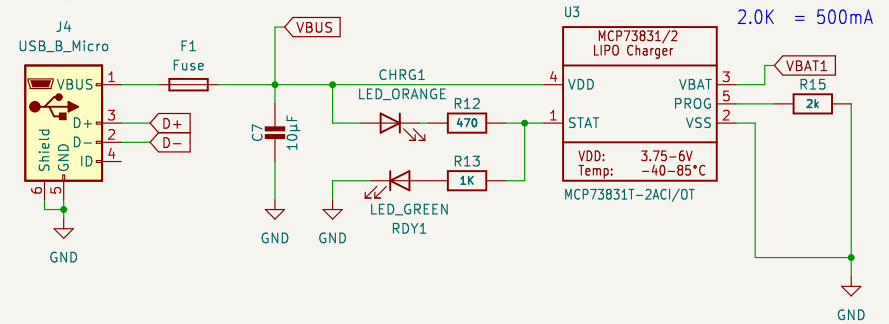 J4
USB_B_Micro
VBUS 1
D+ 3
D- 2
ID 4
Shield
GND
6
5
GND
F1
Fuse
VBUS
D+
D-
C7
10µF
GND
CHRG1
LED_ORANGE
R12
470
R13
1K
LED_GREEN
RDY1
GND
U3
MCP73831/2
LIPO Charger
4 VDD
1 STAT
VBAT 3
PROG 5
VSS 2
VDD: 3.75-6V
Temp: -40-85°C
MCP73831T-2ACI/OT
2.0K = 500mA
VBAT1
R15
2k
GND